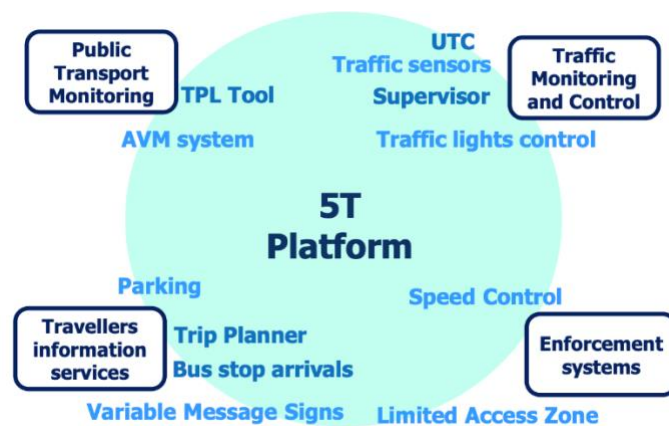 Public
Transport
Monitoring
TPL Tool
AVM system
UTC
Traffic sensors
Supervisor
Traffic lights control
Traffic
Monitoring
and Control
5T
Platform
Parking
Travellers
information
services
Trip Planner
Bus stop arrivals
Variable Message Signs
Speed Control
Enforcement
systems
Limited Access Zone